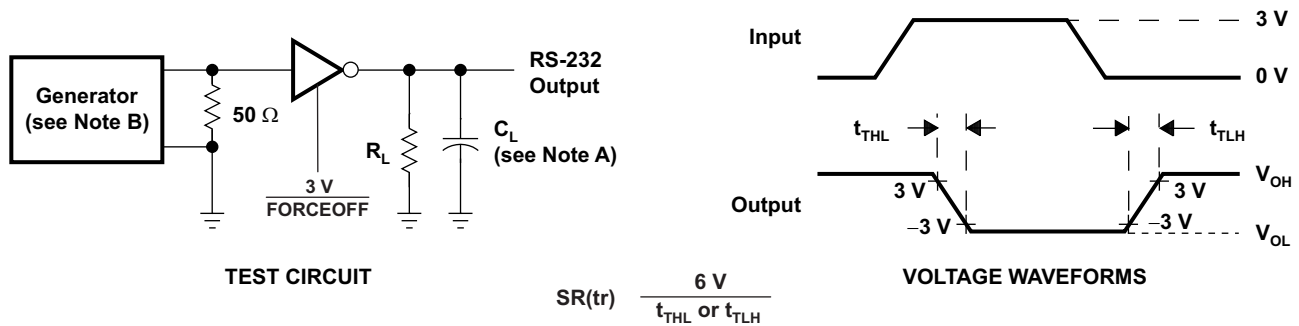 Generator
(see Note B)
50 Ω
3 V
FORCEOFF
R_L
C_L
(see Note A)
RS-232
Output
TEST CIRCUIT
Input
3 V
0 V
t_THL
t_TLH
Output
3 V
−3 V
3 V
−3 V
V_OH
V_OL
VOLTAGE WAVEFORMS
SR(tr) 6 V
t_THL or t_TLH